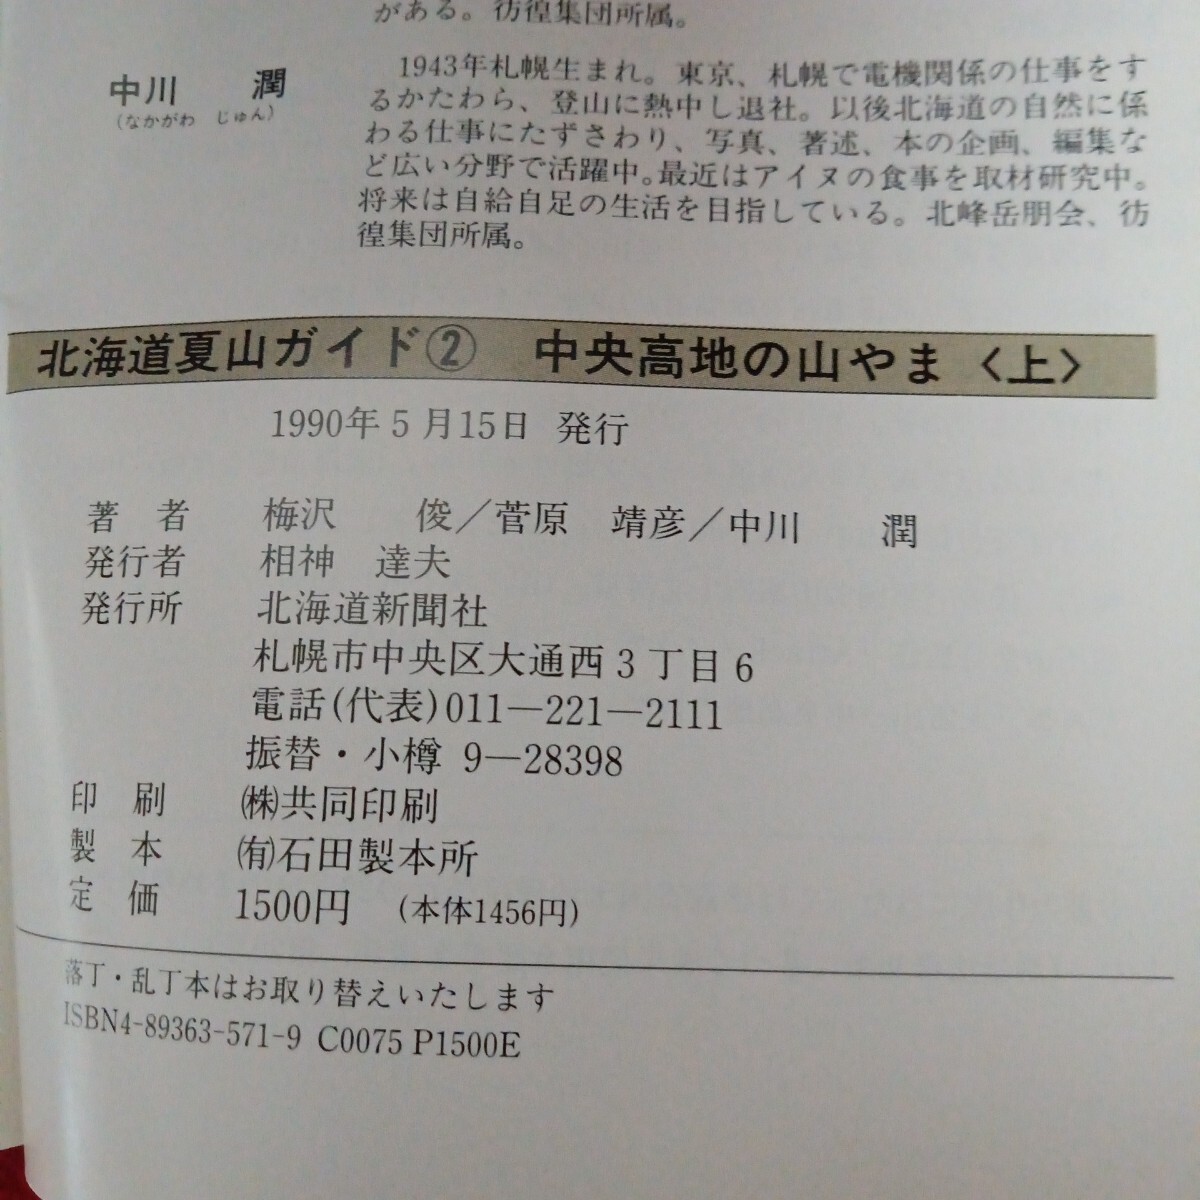 がある。彷徨集団所属。
中川　潤
(なかがわ　じゅん)
1943年札幌生まれ。東京、札幌で電機関係の仕事をす
るかたわら、登山に熱中し退社。以後北海道の自然に係
わる仕事にたずさわり、写真、著述、本の企画、編集な
ど広い分野で活躍中。最近はアイヌの食事を取材研究中。
将来は自給自足の生活を目指している。北峰岳朋会、彷
徨集団所属。
北海道夏山ガイド② 中央高地の山やま〈上〉
1990年5月15日 発行
著　者 梅沢　俊／菅原　靖彦／中川　潤
発行者 相神　達夫
発行所 北海道新聞社
札幌市中央区大通西3丁目6
電話(代表)011—221—2111
振替・小樽 9—28398
印　刷 ㈱共同印刷
製　本 ㈲石田製本所
定　価 1500円 (本体1456円)
落丁・乱丁本はお取り替えいたします
ISBN4-89363-571-9 C0075 P1500E